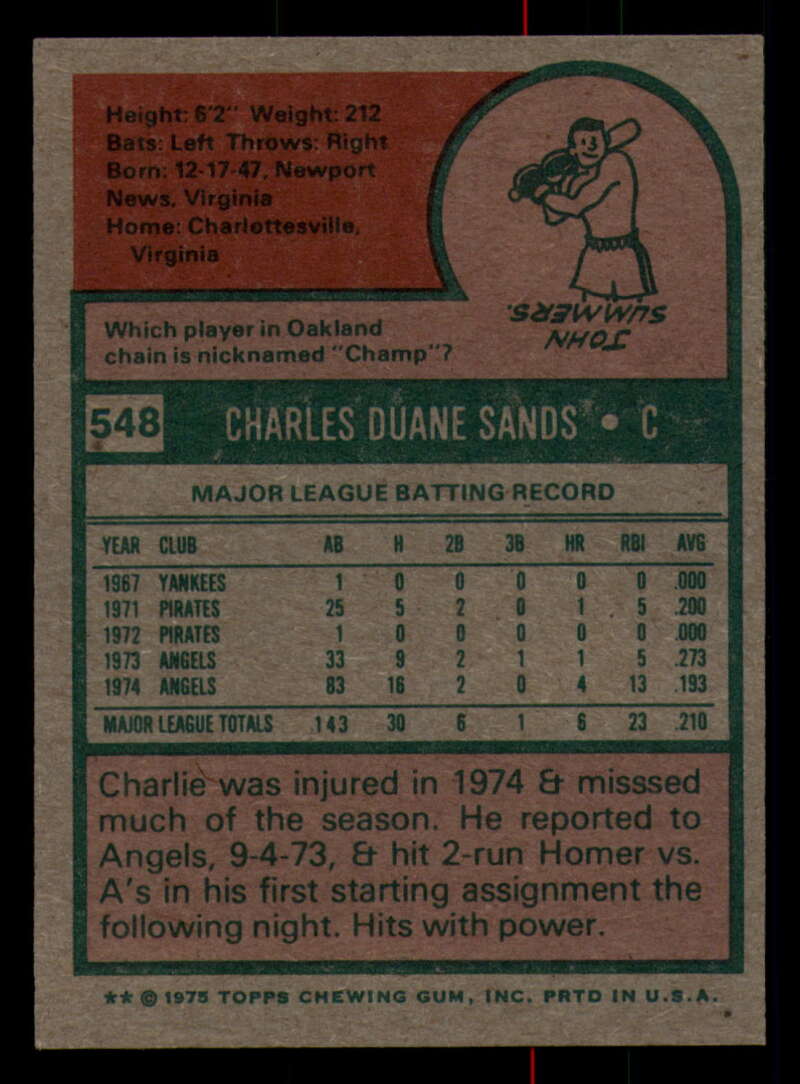 Height: 6'2" Weight: 212
Bats: Left Throws: Right
Born: 12-17-47, Newport
News, Virginia
Home: Charlottesville,
Virginia
Which player in Oakland
chain is nicknamed "Champ"?
JOHN
SUMMERS.
548 CHARLES DUANE SANDS • C
MAJOR LEAGUE BATTING RECORD
YEAR CLUB AB H 2B 3B HR RBI AVG
1967 YANKEES 1 0 0 0 0 0 .000
1971 PIRATES 25 5 2 0 1 5 .200
1972 PIRATES 1 0 0 0 0 0 .000
1973 ANGELS 33 9 2 1 1 5 .273
1974 ANGELS 83 16 2 0 4 13 .193
MAJOR LEAGUE TOTALS 143 30 6 1 6 23 .210
Charlie was injured in 1974 & misssed
much of the season. He reported to
Angels, 9-4-73, & hit 2-run Homer vs.
A's in his first starting assignment the
following night. Hits with power.
** © 1975 TOPPS CHEWING GUM, INC. PRTD IN U.S.A.